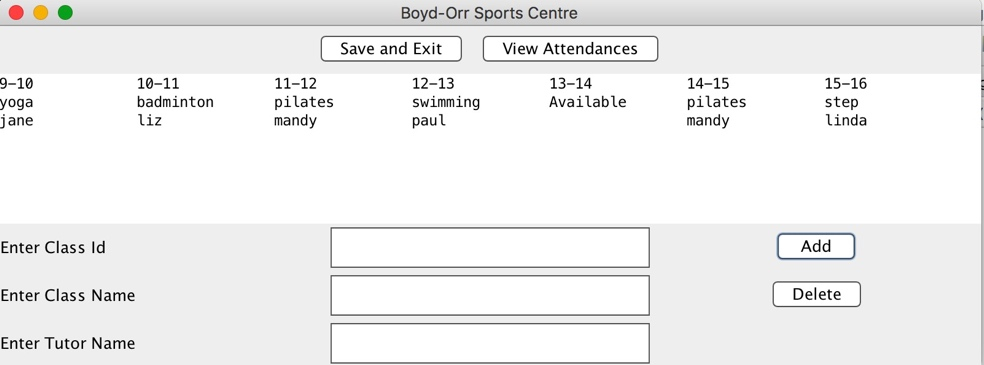 Boyd-Orr Sports Centre
Save and Exit View Attendances
9-10 10-11 11-12 12-13 13-14 14-15 15-16
yoga badminton pilates swimming Available pilates step
jane liz mandy paul mandy linda
Enter Class Id Add
Enter Class Name Delete
Enter Tutor Name